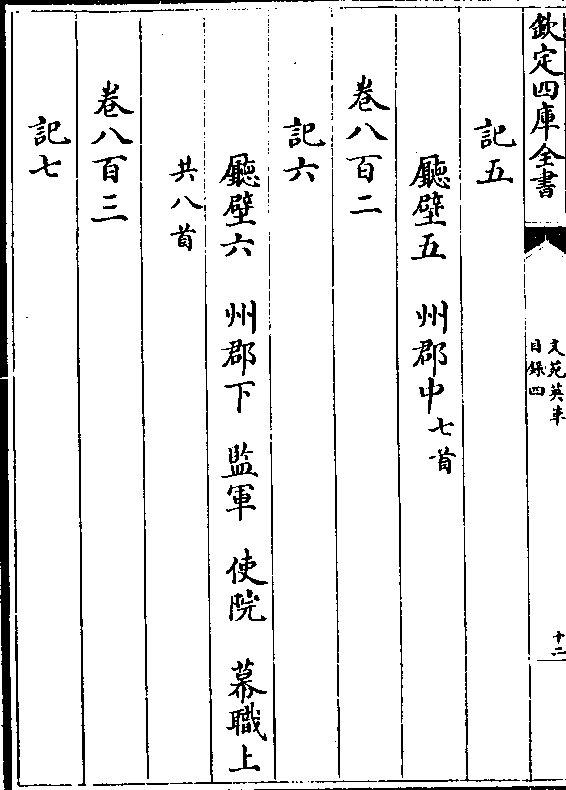 欽定四庫全書
文苑英華
目録四
十二
記五
廳壁五　州郡中七首
卷八百二
記六
廳壁六　州郡下　監軍　使院　幕職上
共八首
卷八百三
記七